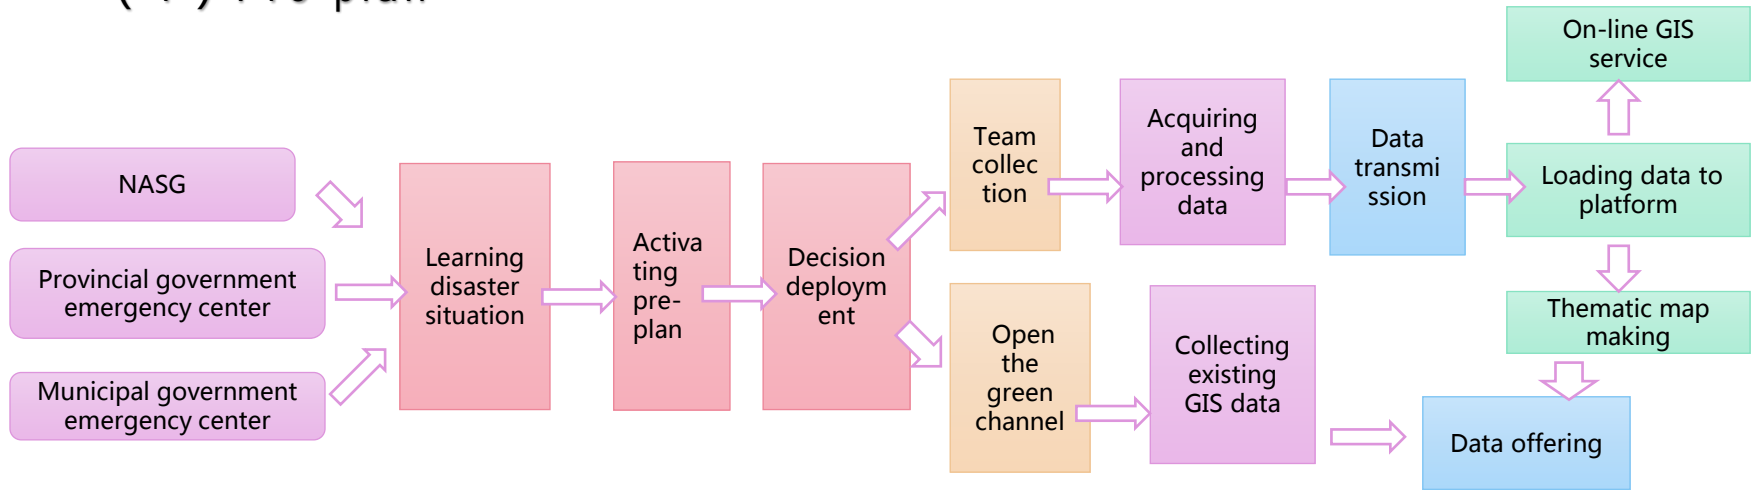 Pre-plan
NASG
Provincial government
emergency center
Municipal government
emergency center
Learning
disaster
situation
Activa
ting
pre-
plan
Decision
deploym
ent
Team
collec
tion
Acquiring
and
processing
data
Data
transmi
ssion
On-line GIS
service
Loading data to
platform
Thematic map
making
Open
the
green
channel
Collecting
existing
GIS data
Data offering